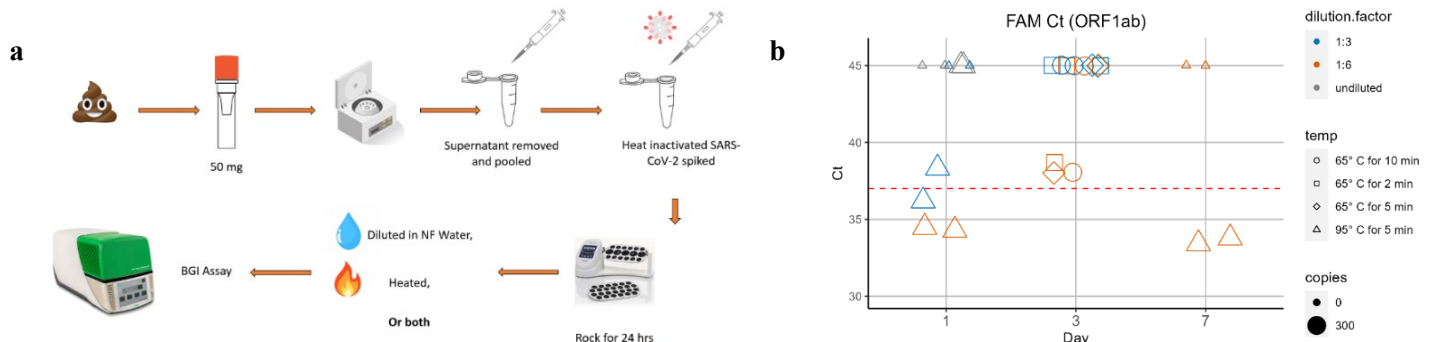 a
50 mg
Supernatant removed
and pooled
Heat inactivated SARS-
CoV-2 spiked
Rock for 24 hrs
Diluted in NF Water,
Heated,
Or both
BGI Assay
b
FAM Ct (ORF1ab)
Ct
45
40
35
30
1
3
7
Day
dilution.factor
1:3
1:6
undiluted
temp
65° C for 10 min
65° C for 2 min
65° C for 5 min
95° C for 5 min
copies
0
300